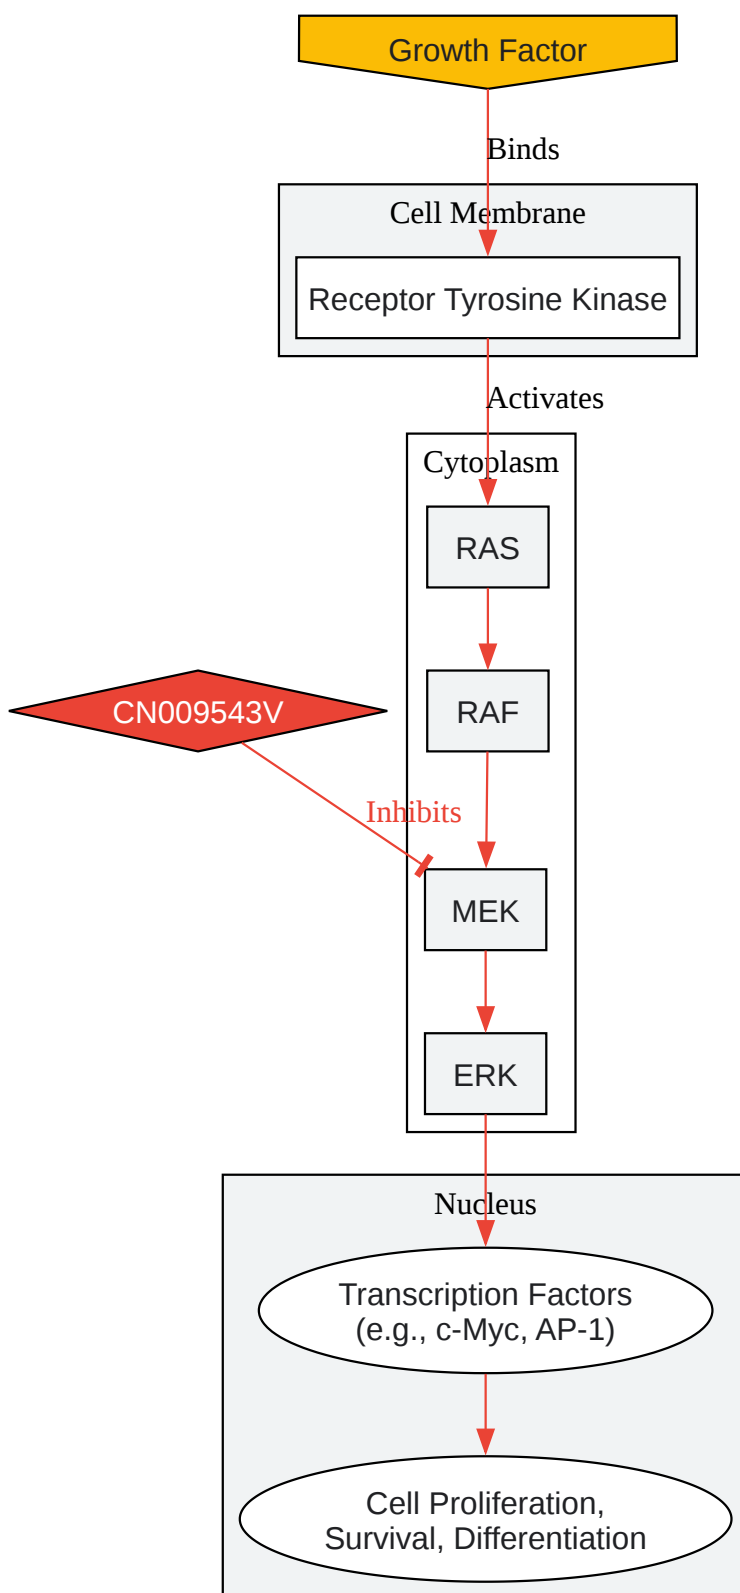 Growth Factor
Binds
Cell Membrane
Receptor Tyrosine Kinase
Activates
Cytoplasm
RAS
RAF
CN009543V
Inhibits
MEK
ERK
Nucleus
Transcription Factors
(e.g., c-Myc, AP-1)
Cell Proliferation,
Survival, Differentiation